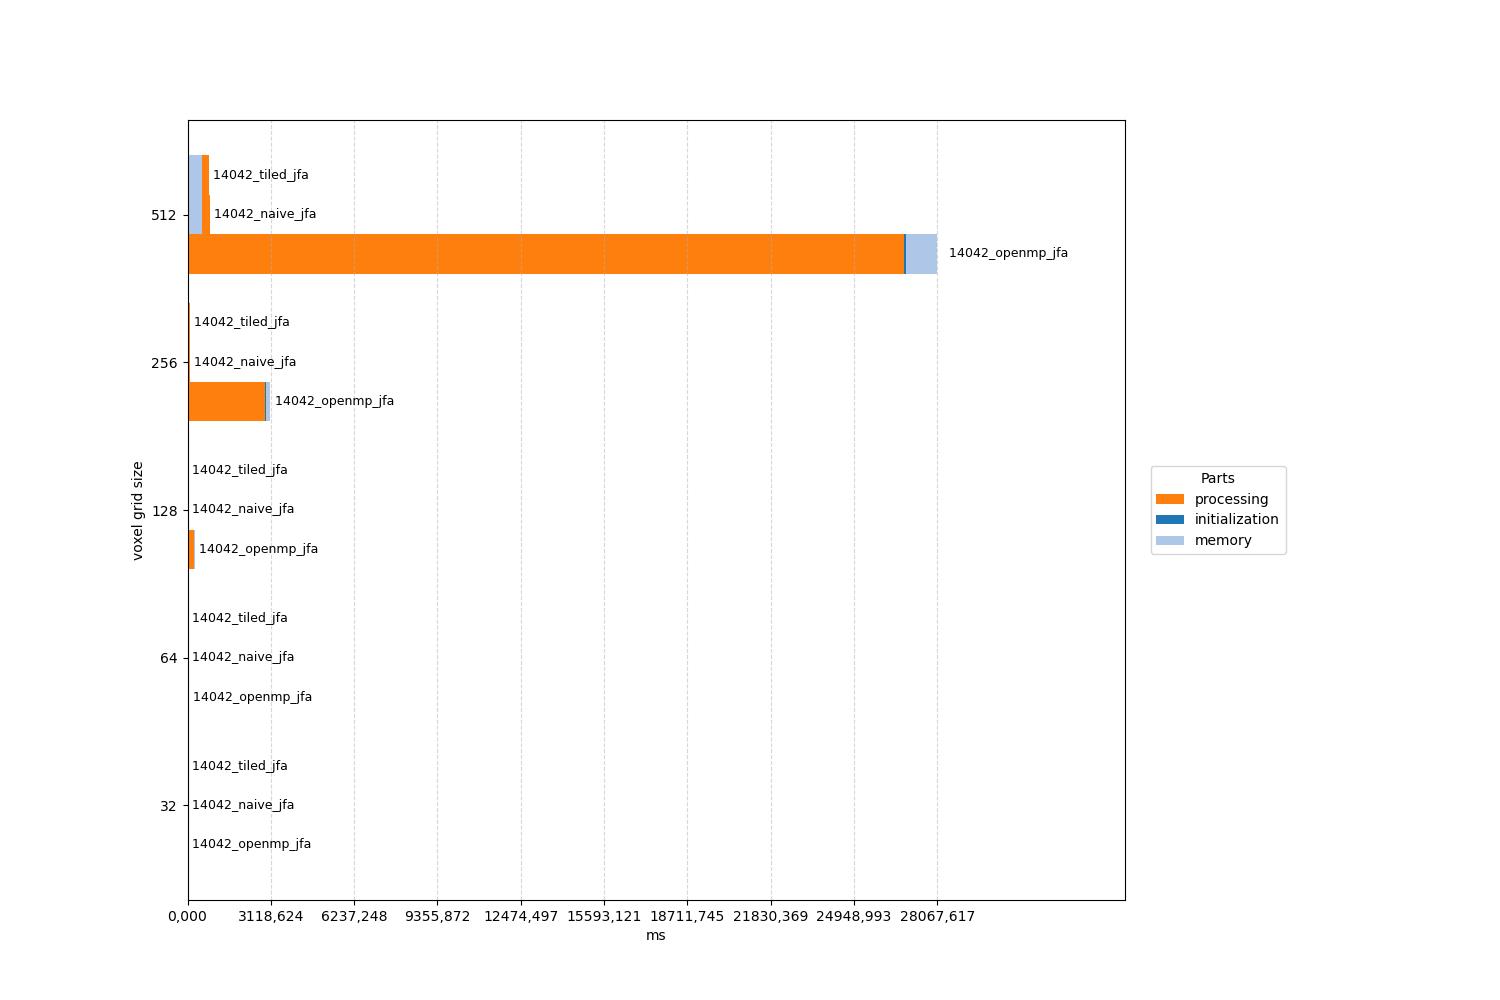 14042_tiled_jfa
512
14042_naive_jfa
14042_openmp_jfa
14042_tiled_jfa
256
14042_naive_jfa
14042_openmp_jfa
voxel grid size
14042_tiled_jfa
128
14042_naive_jfa
14042_openmp_jfa
14042_tiled_jfa
64
14042_naive_jfa
14042_openmp_jfa
14042_tiled_jfa
32
14042_naive_jfa
14042_openmp_jfa
0,000 3118,624 6237,248 9355,872 12474,497 15593,121 18711,745 21830,369 24948,993 28067,617
ms
Parts
processing
initialization
memory